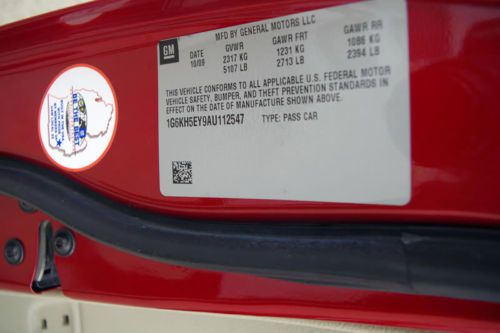 GM
MFD BY GENERAL MOTORS LLC
DATE GVWR GAWR FRT GAWR RR
10/09 2317 KG 1231 KG 1086 KG
5107 LB 2713 LB 2394 LB
THIS VEHICLE CONFORMS TO ALL APPLICABLE U.S. FEDERAL MOTOR
VEHICLE SAFETY, BUMPER, AND THEFT PREVENTION STANDARDS
IN EFFECT ON THE DATE OF MANUFACTURE SHOWN ABOVE.
1G6KH5EY9AU112547 TYPE: PASS CAR